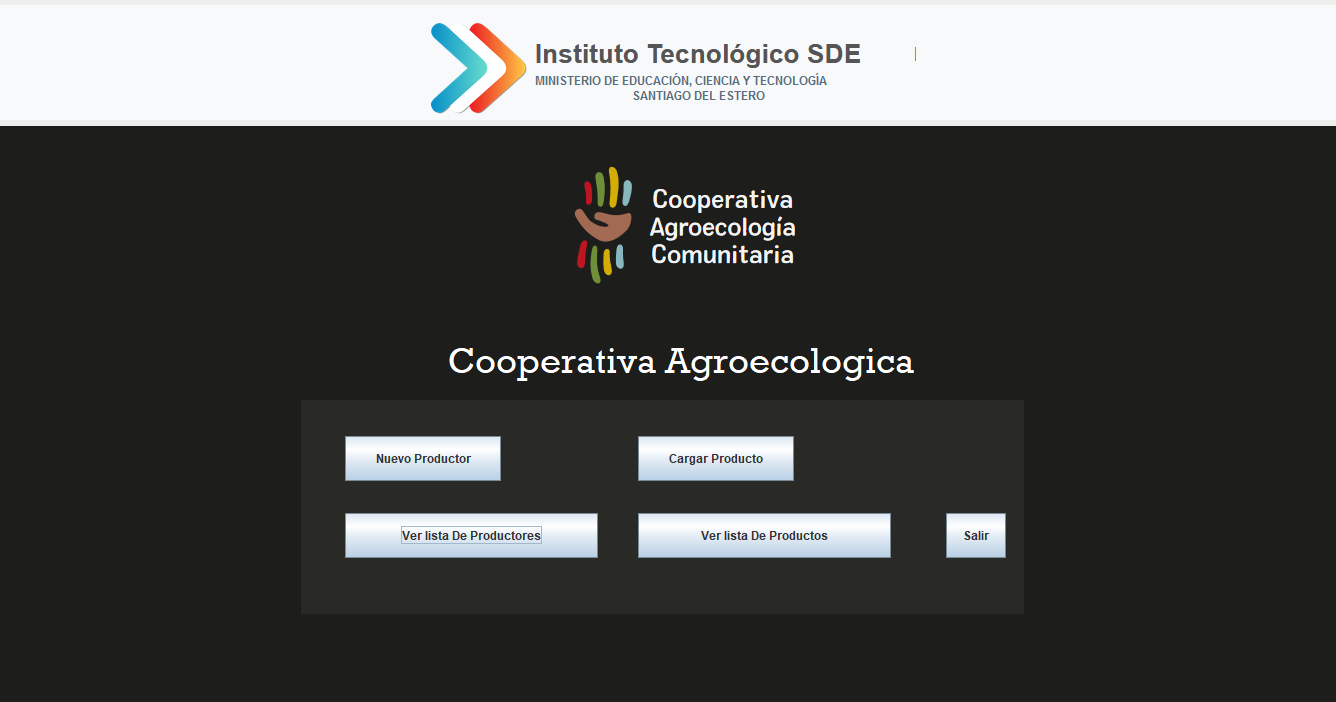 Instituto Tecnológico SDE
MINISTERIO DE EDUCACIÓN, CIENCIA Y TECNOLOGÍA
SANTIAGO DEL ESTERO
Cooperativa
Agroecología
Comunitaria
Cooperativa Agroecologica
Nuevo Productor
Cargar Producto
Ver lista De Productores
Ver lista De Productos
Salir